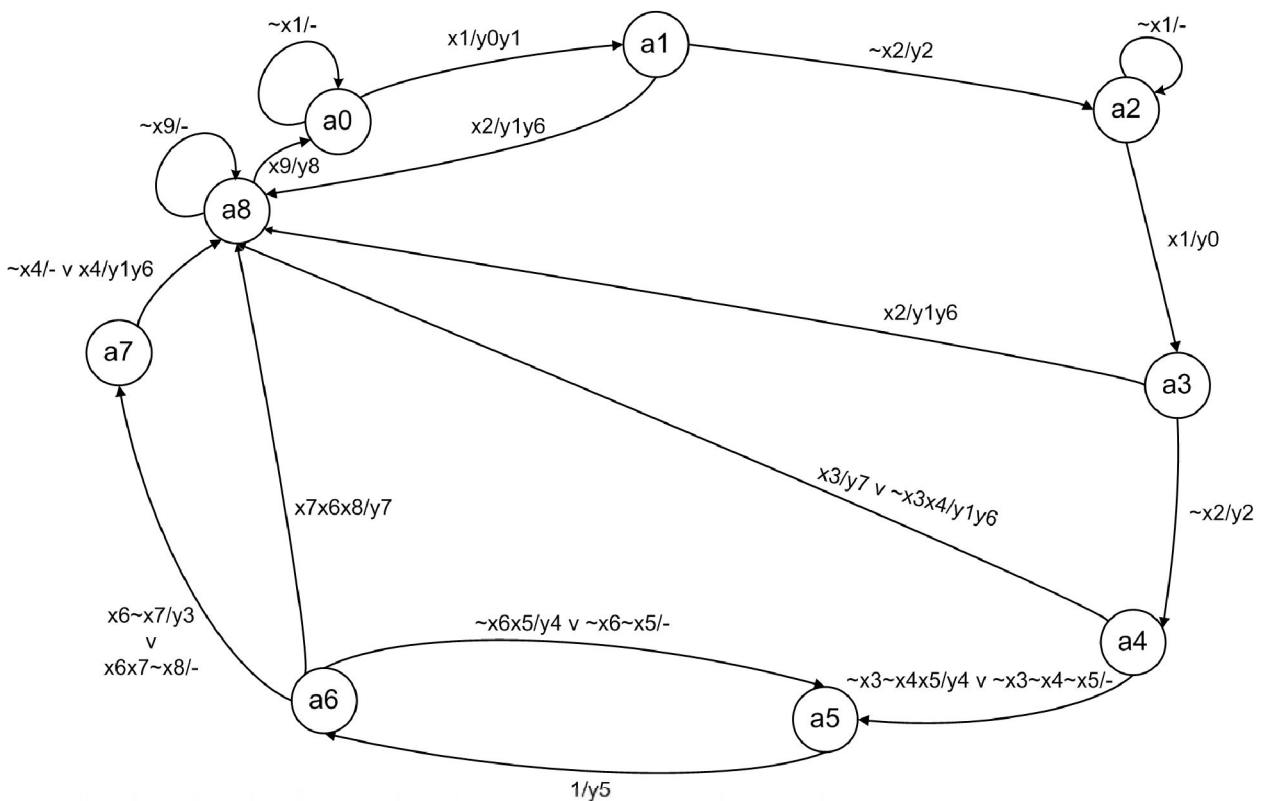 ~x1/-
x1/y0y1
a1
~x2/y2
~x1/-
a2
a0
~x9/-
x9/y8
x2/y1y6
a8
x1/y0
~x4/- v x4/y1y6
x2/y1y6
a7
a3
x3/y7 v ~x3x4/y1y6
x7x6x8/y7
~x2/y2
x6~x7/y3
v
x6x7~x8/-
~x6x5/y4 v ~x6~x5/-
a4
~x3~x4x5/y4 v ~x3~x4~x5/-
a6
a5
1/y5